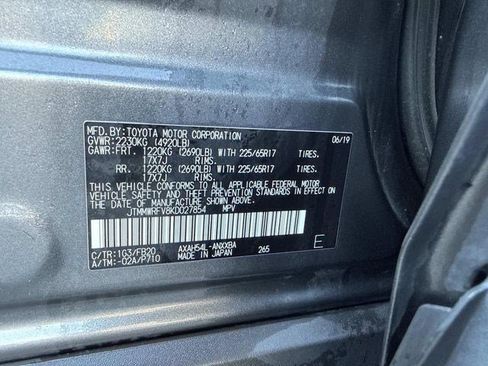 MFD.BY:TOYOTA MOTOR CORPORATION 06/19
GVWR:2230KG (4920LB)
GAWR:FRT. 1220KG (2690LB) WITH 225/65R17 TIRES.
17X7J RIMS.
RR. 1220KG (2690LB) WITH 225/65R17 TIRES.
17X7J RIMS.
THIS VEHICLE CONFORMS TO ALL APPLICABLE FEDERAL MOTOR
VEHICLE SAFETY STANDARDS IN EFFECT ON THE
DATE OF MANUFACTURE SHOWN ABOVE.
JTMMWRFV8KD027854 MPV
C/TR:1G3/FB20 AXAH54L-ANXXBA 265 E
A/TM:-02A/P710 MADE IN JAPAN